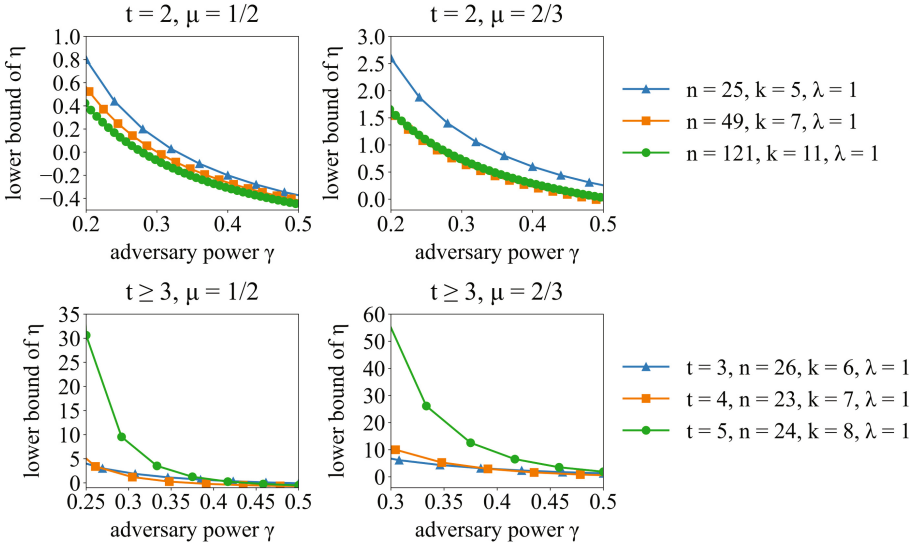 t = 2, μ = 1/2
lower bound of η
1.0
0.8
0.6
0.4
0.2
0.0
−0.2
−0.4
0.2 0.3 0.4 0.5
adversary power γ
t = 2, μ = 2/3
lower bound of η
3.0
2.5
2.0
1.5
1.0
0.5
0.0
0.2 0.3 0.4 0.5
adversary power γ
n = 25, k = 5, λ = 1
n = 49, k = 7, λ = 1
n = 121, k = 11, λ = 1
t ≥ 3, μ = 1/2
lower bound of η
35
30
25
20
15
10
5
0
0.25 0.3 0.35 0.4 0.45 0.5
adversary power γ
t ≥ 3, μ = 2/3
lower bound of η
60
50
40
30
20
10
0
0.3 0.35 0.4 0.45 0.5
adversary power γ
t = 3, n = 26, k = 6, λ = 1
t = 4, n = 23, k = 7, λ = 1
t = 5, n = 24, k = 8, λ = 1